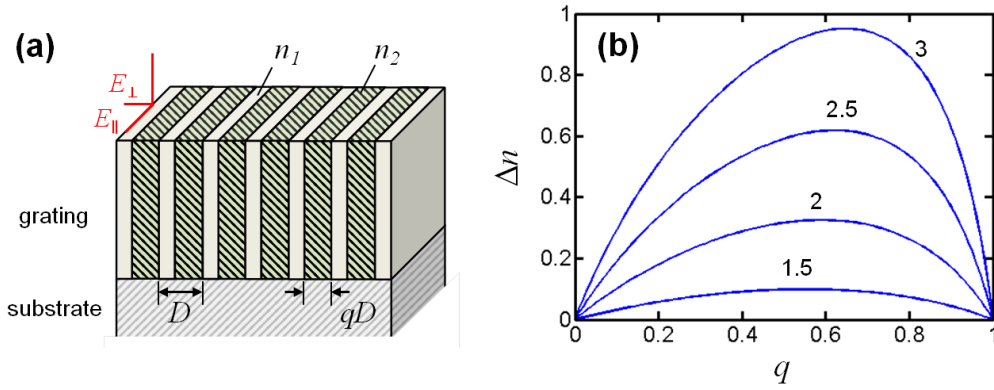 (a)
n1
n2
E⊥
E∥
grating
substrate
D
qD
(b)
1
0.8
0.6
0.4
0.2
0
Δn
3
2.5
2
1.5
0
0.2
0.4
0.6
0.8
1
q